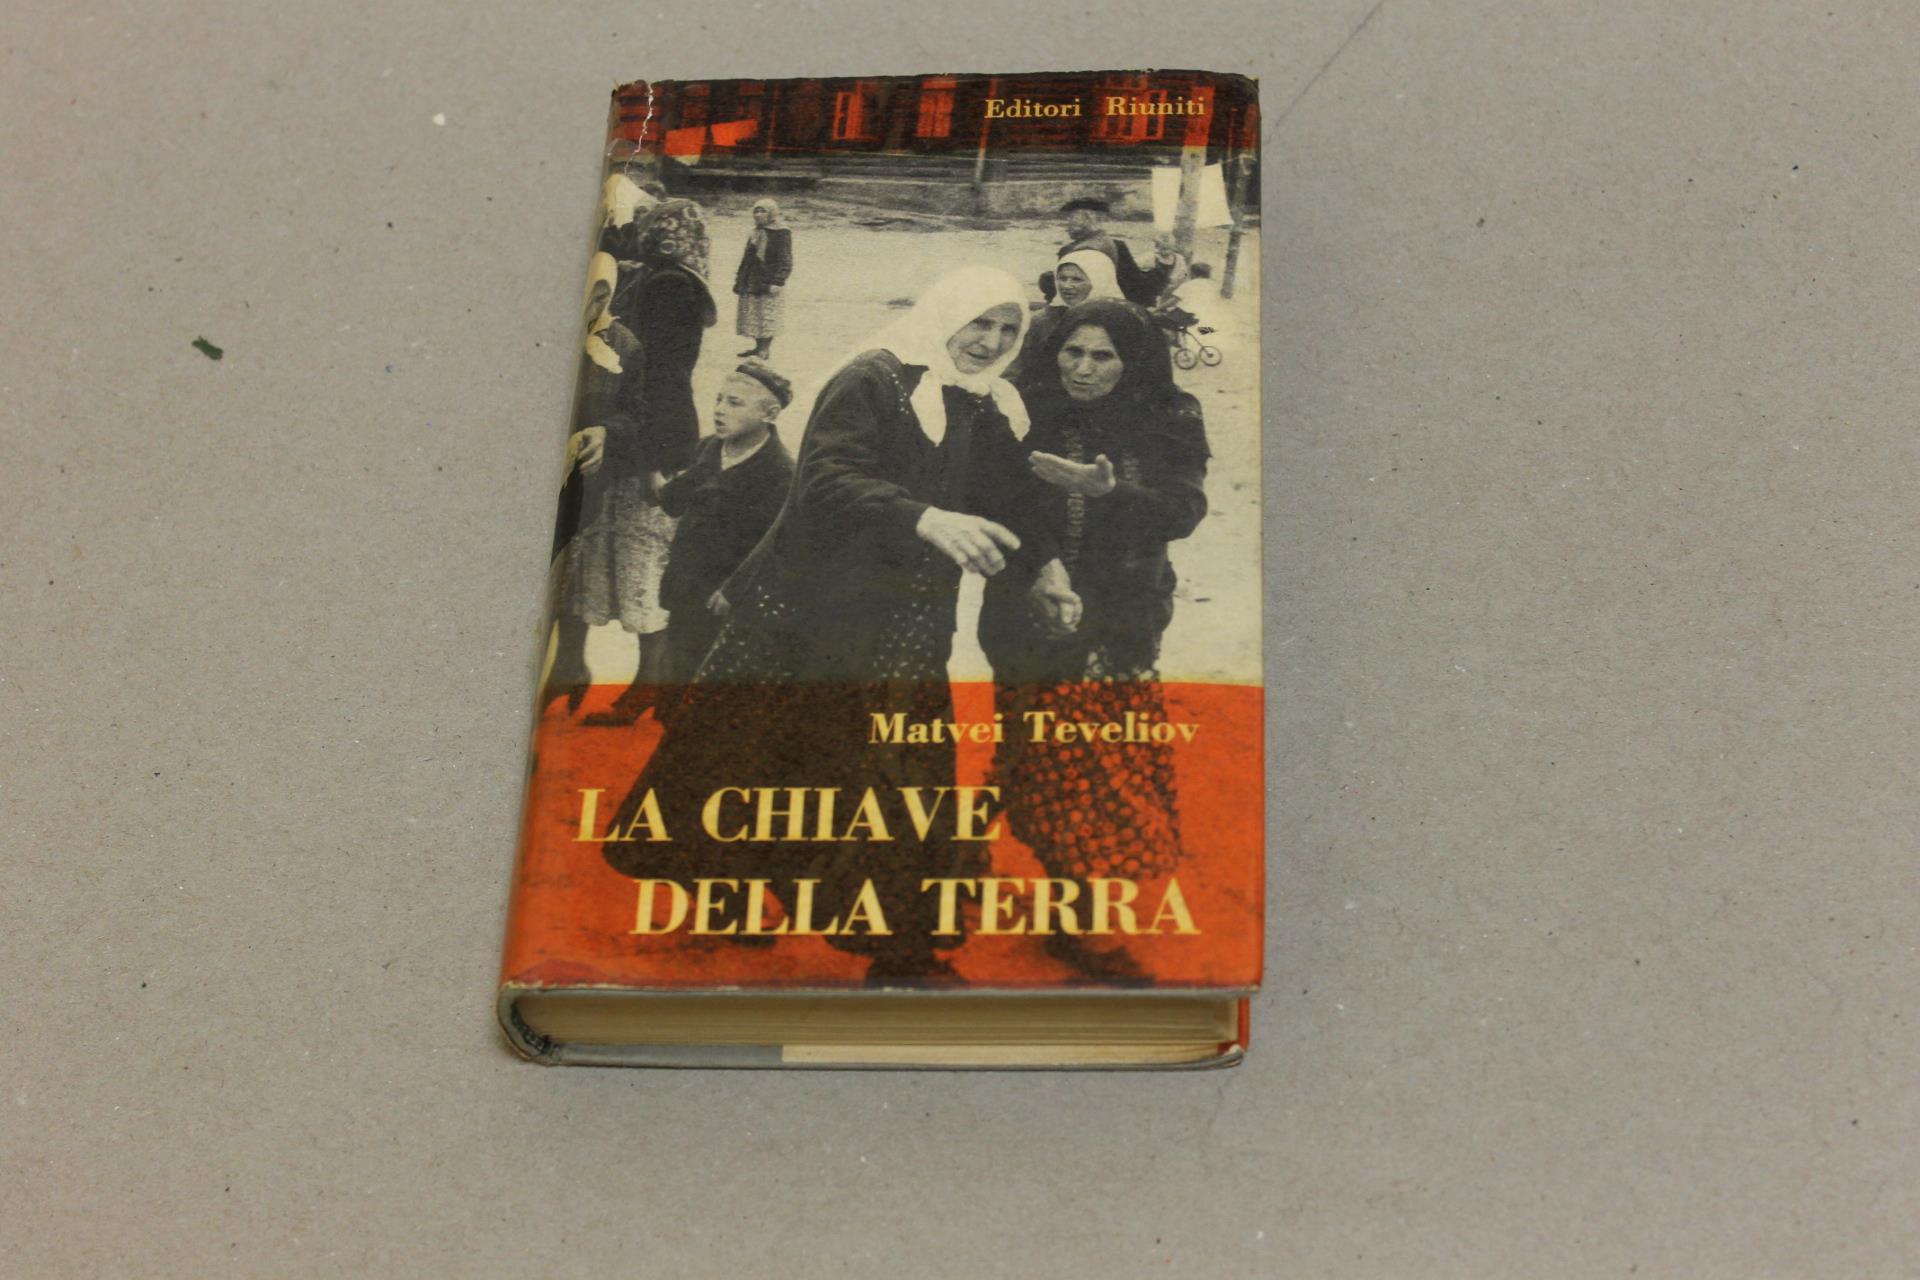 Editori Riuniti
Matvei Teveliov
LA CHIAVE
DELLA TERRA